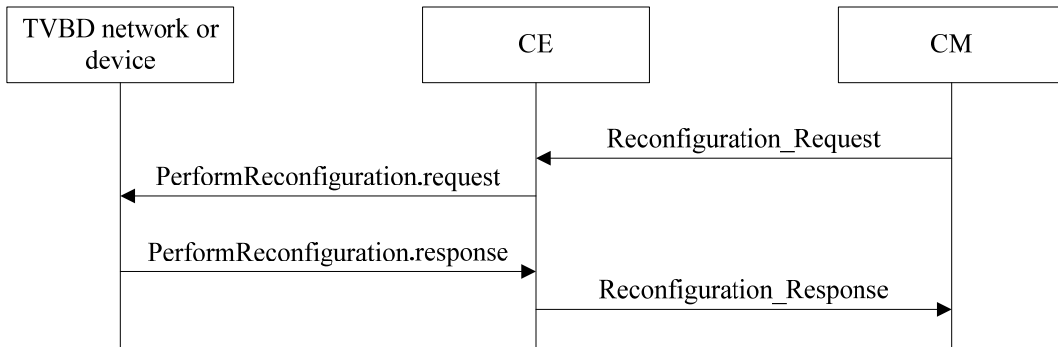 TVBD network or
device
CE
CM
Reconfiguration_Request
PerformReconfiguration.request
PerformReconfiguration.response
Reconfiguration_Response